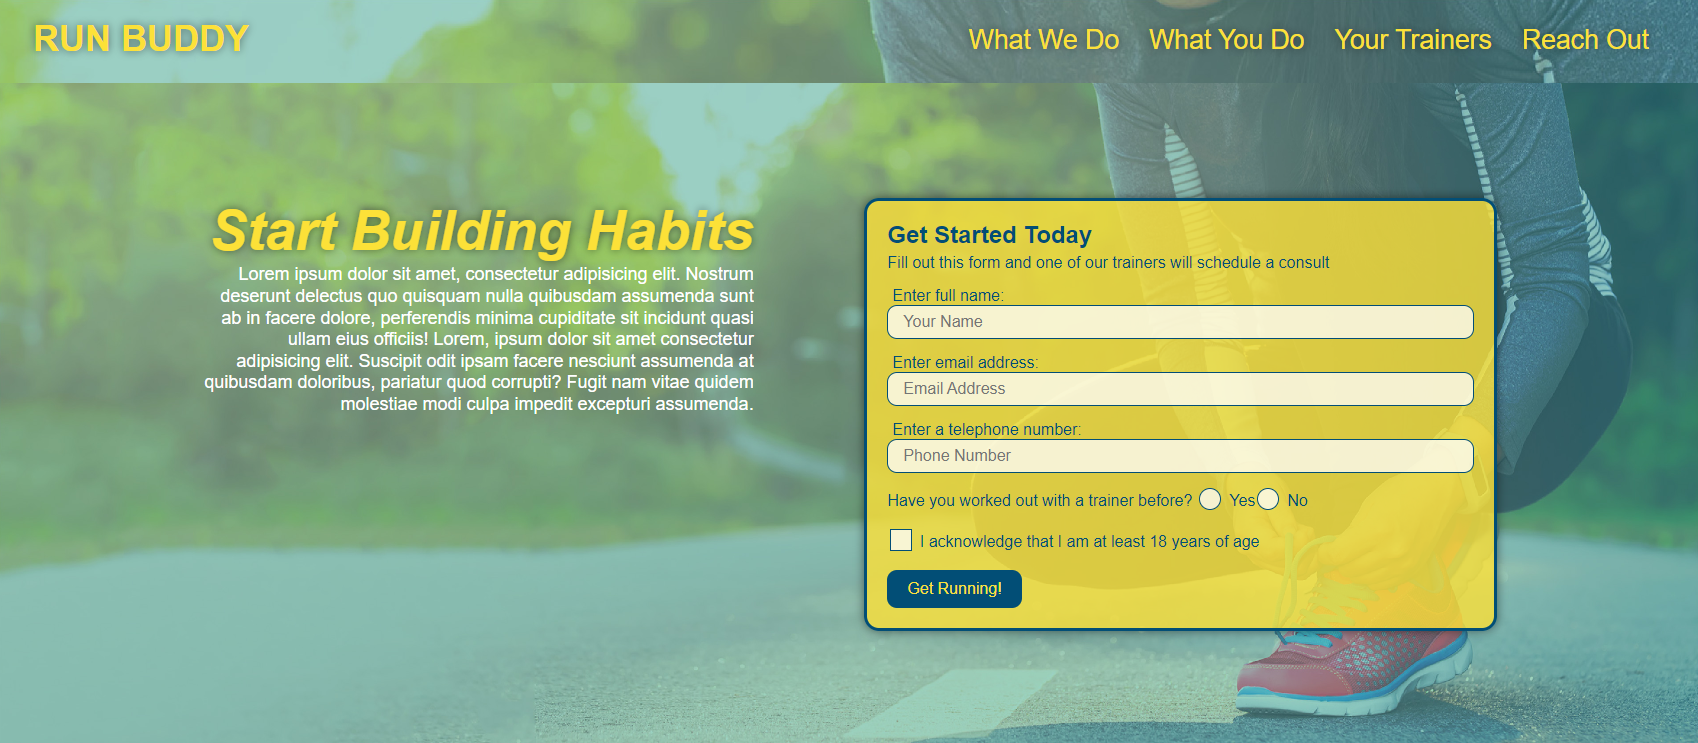 RUN BUDDY
What We Do What You Do Your Trainers Reach Out
Start Building Habits
Lorem ipsum dolor sit amet, consectetur adipisicing elit. Nostrum
deserunt delectus quo quisquam nulla quibusdam assumenda sunt
ab in facere dolore, perferendis minima cupiditate sit incidunt quasi
ullam eius officiis! Lorem, ipsum dolor sit amet consectetur
adipisicing elit. Suscipit odit ipsam facere nesciunt assumenda at
quibusdam doloribus, pariatur quod corrupti? Fugit nam vitae quidem
molestiae modi culpa impedit excepturi assumenda.
Get Started Today
Fill out this form and one of our trainers will schedule a consult
Enter full name:
Your Name
Enter email address:
Email Address
Enter a telephone number:
Phone Number
Have you worked out with a trainer before? Yes No
I acknowledge that I am at least 18 years of age
Get Running!